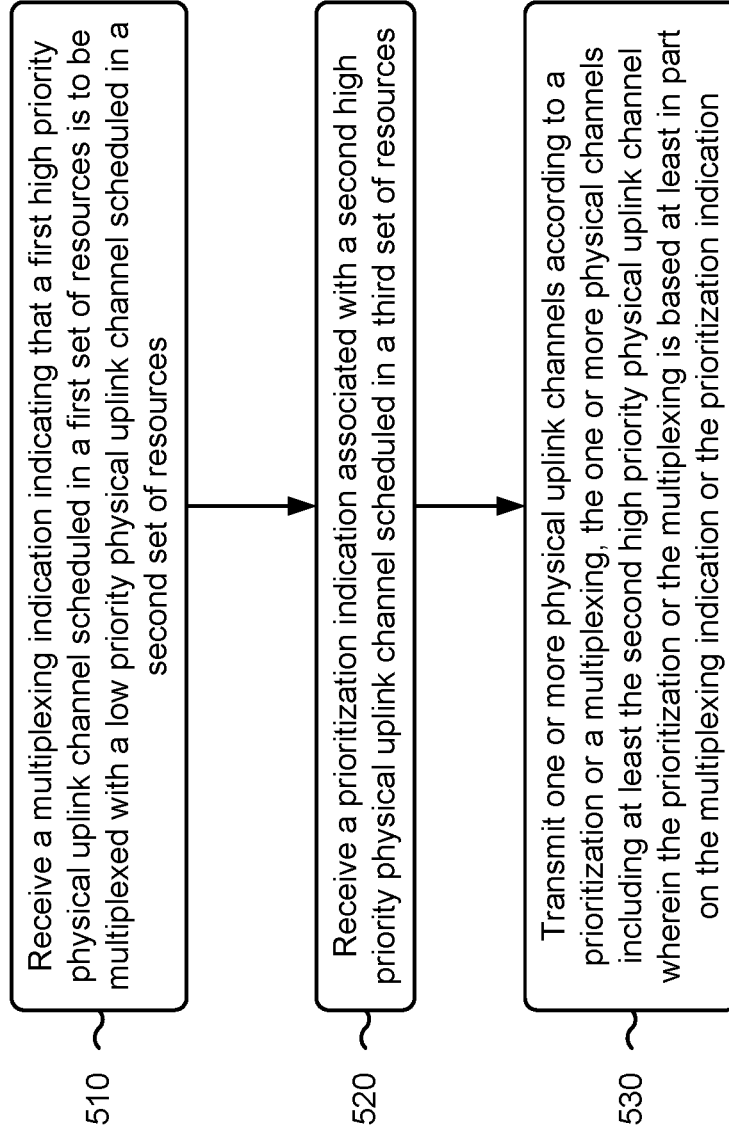 510
Receive a multiplexing indication indicating that a first high priority
physical uplink channel scheduled in a first set of resources is to be
multiplexed with a low priority physical uplink channel scheduled in a
second set of resources
520
Receive a prioritization indication associated with a second high
priority physical uplink channel scheduled in a third set of resources
530
Transmit one or more physical uplink channels according to a
prioritization or a multiplexing, the one or more physical channels
including at least the second high priority physical uplink channel
wherein the prioritization or the multiplexing is based at least in part
on the multiplexing indication or the prioritization indication